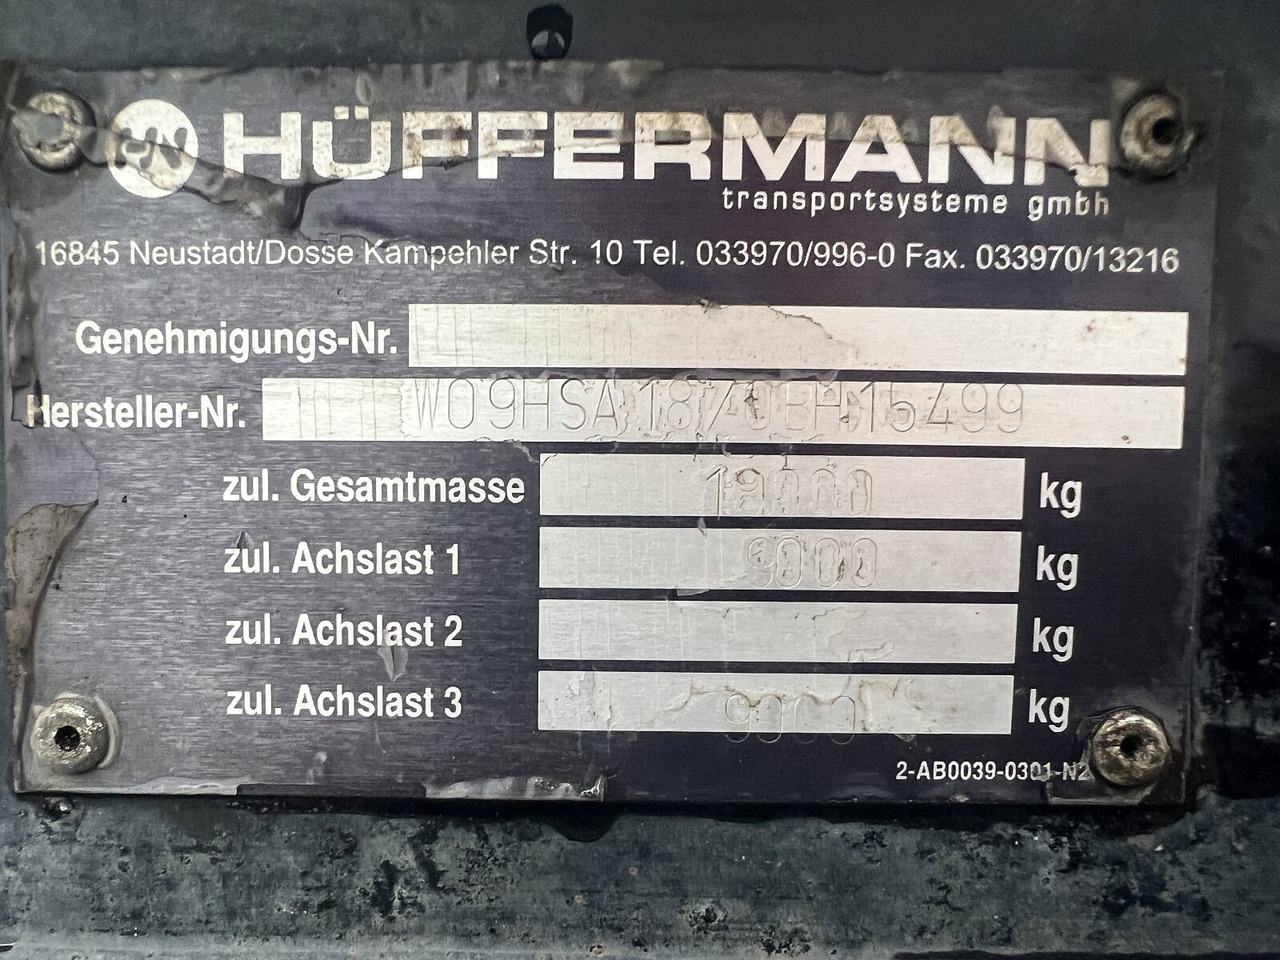 HÜFFERMANN
transportsysteme gmbh
16845 Neustadt/Dosse Kampehler Str. 10 Tel. 033970/996-0 Fax. 033970/13216
Genehmigungs-Nr.
Hersteller-Nr.
zul. Gesamtmasse 18000 kg
zul. Achslast 1 9000 kg
zul. Achslast 2 kg
zul. Achslast 3 9000 kg
2-AB0039-0301-N2